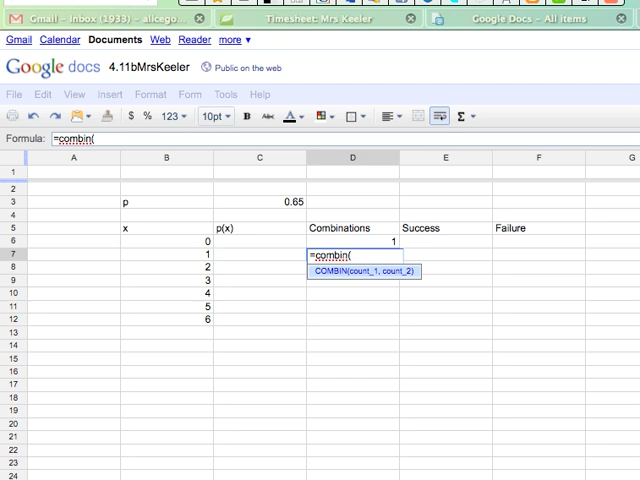 Gmail – Inbox (1933) – alicego...
Timesheet: Mrs Keeler
Google Docs – All items
Gmail Calendar Documents Web Reader more ▼
Google docs 4.11bMrsKeeler Public on the web
File Edit View Insert Format Form Tools Help
$ % 123 10pt B Abc A Σ
Formula: =combin(
A B C D E F G
1
2
3 p 0.65
4
5 x p(x) Combinations Success Failure
6 0 1
7 1 =combin(
8 2 COMBIN(count_1, count_2)
9 3
10 4
11 5
12 6
13
14
15
16
17
18
19
20
21
22
23
24